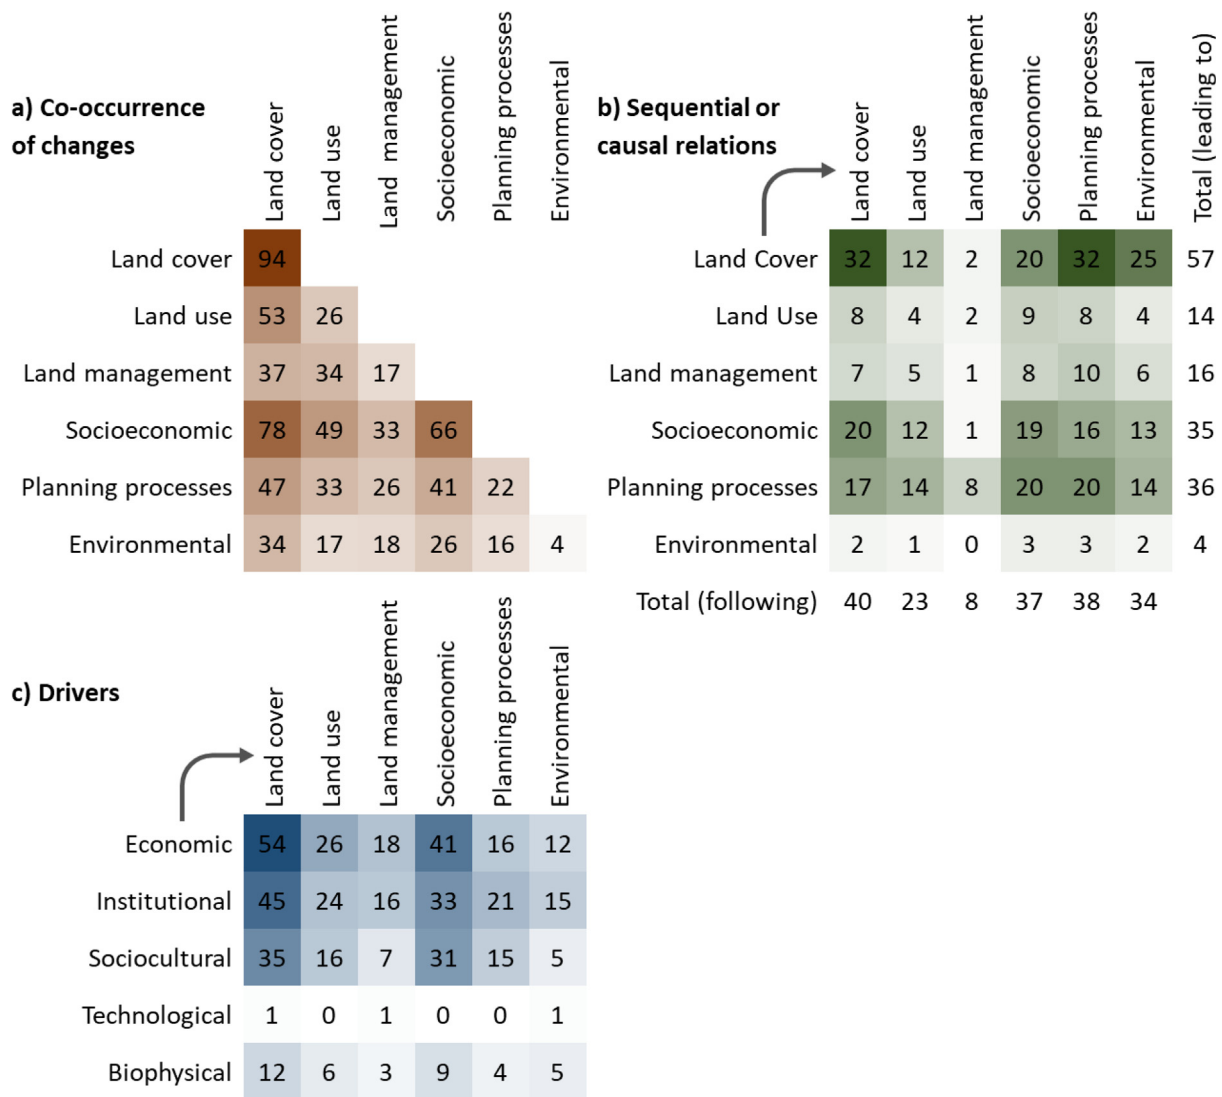 a) Co-occurrence
of changes
Land cover
Land use
Land management
Socioeconomic
Planning processes
Environmental
Land cover 94
Land use 53 26
Land management 37 34 17
Socioeconomic 78 49 33 66
Planning processes 47 33 26 41 22
Environmental 34 17 18 26 16 4
b) Sequential or
causal relations
Land cover
Land use
Land management
Socioeconomic
Planning processes
Environmental
Total (leading to)
Land Cover 32 12 2 20 32 25 57
Land Use 8 4 2 9 8 4 14
Land management 7 5 1 8 10 6 16
Socioeconomic 20 12 1 19 16 13 35
Planning processes 17 14 8 20 20 14 36
Environmental 2 1 0 3 3 2 4
Total (following) 40 23 8 37 38 34
c) Drivers
Land cover
Land use
Land management
Socioeconomic
Planning processes
Environmental
Economic 54 26 18 41 16 12
Institutional 45 24 16 33 21 15
Sociocultural 35 16 7 31 15 5
Technological 1 0 1 0 0 1
Biophysical 12 6 3 9 4 5